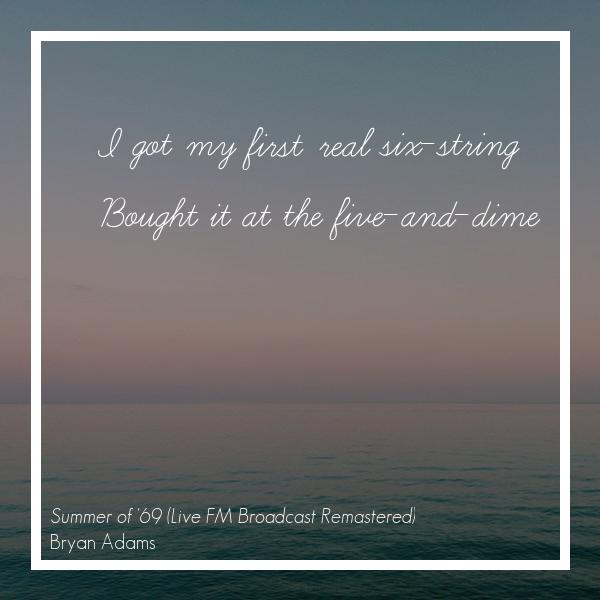 I got my first real six-string
Bought it at the five-and-dime
Summer of '69 (Live FM Broadcast Remastered)
Bryan Adams